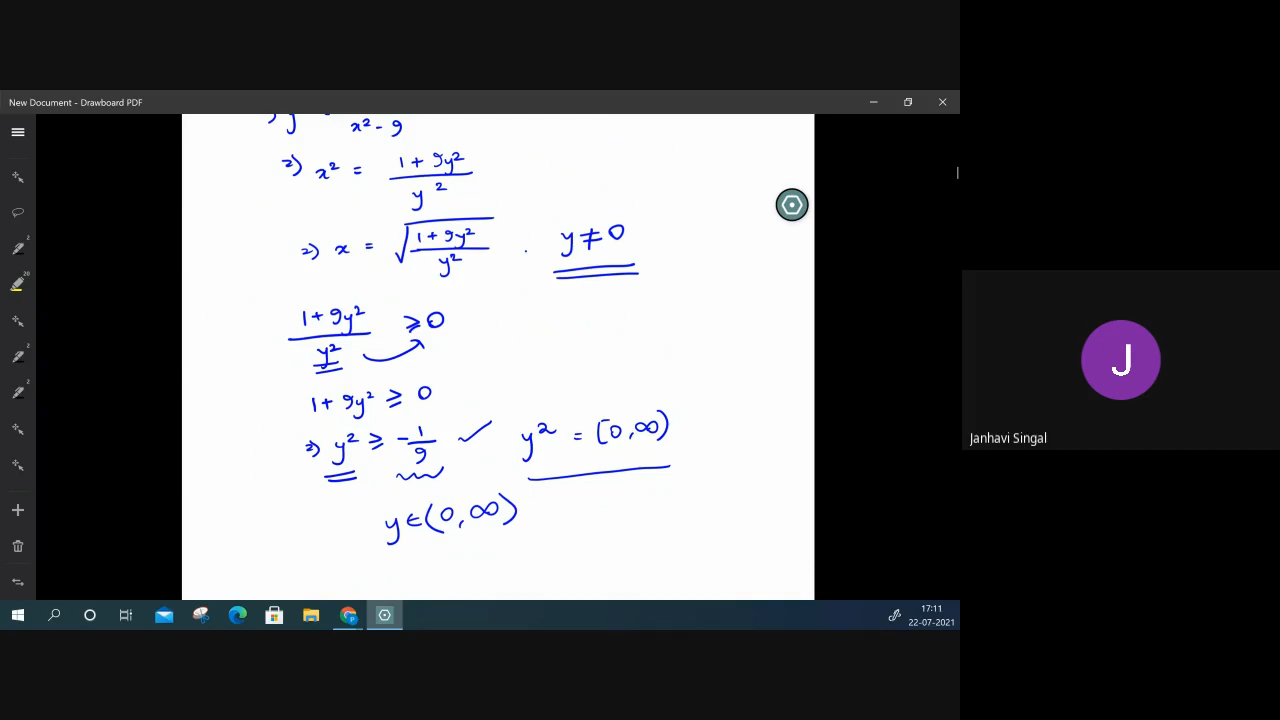 New Document - Drawboard PDF
x² - 9
x² = 1 + 9y² / y²
x = √(1 + 9y² / y²) . y ≠ 0
1 + 9y² / y² ≥ 0
1 + 9y² ≥ 0
y² ≥ -1/9 ✓ y² = [0, ∞)
y ∈ (0, ∞)
J
Janhavi Singal
17:11
22-07-2021